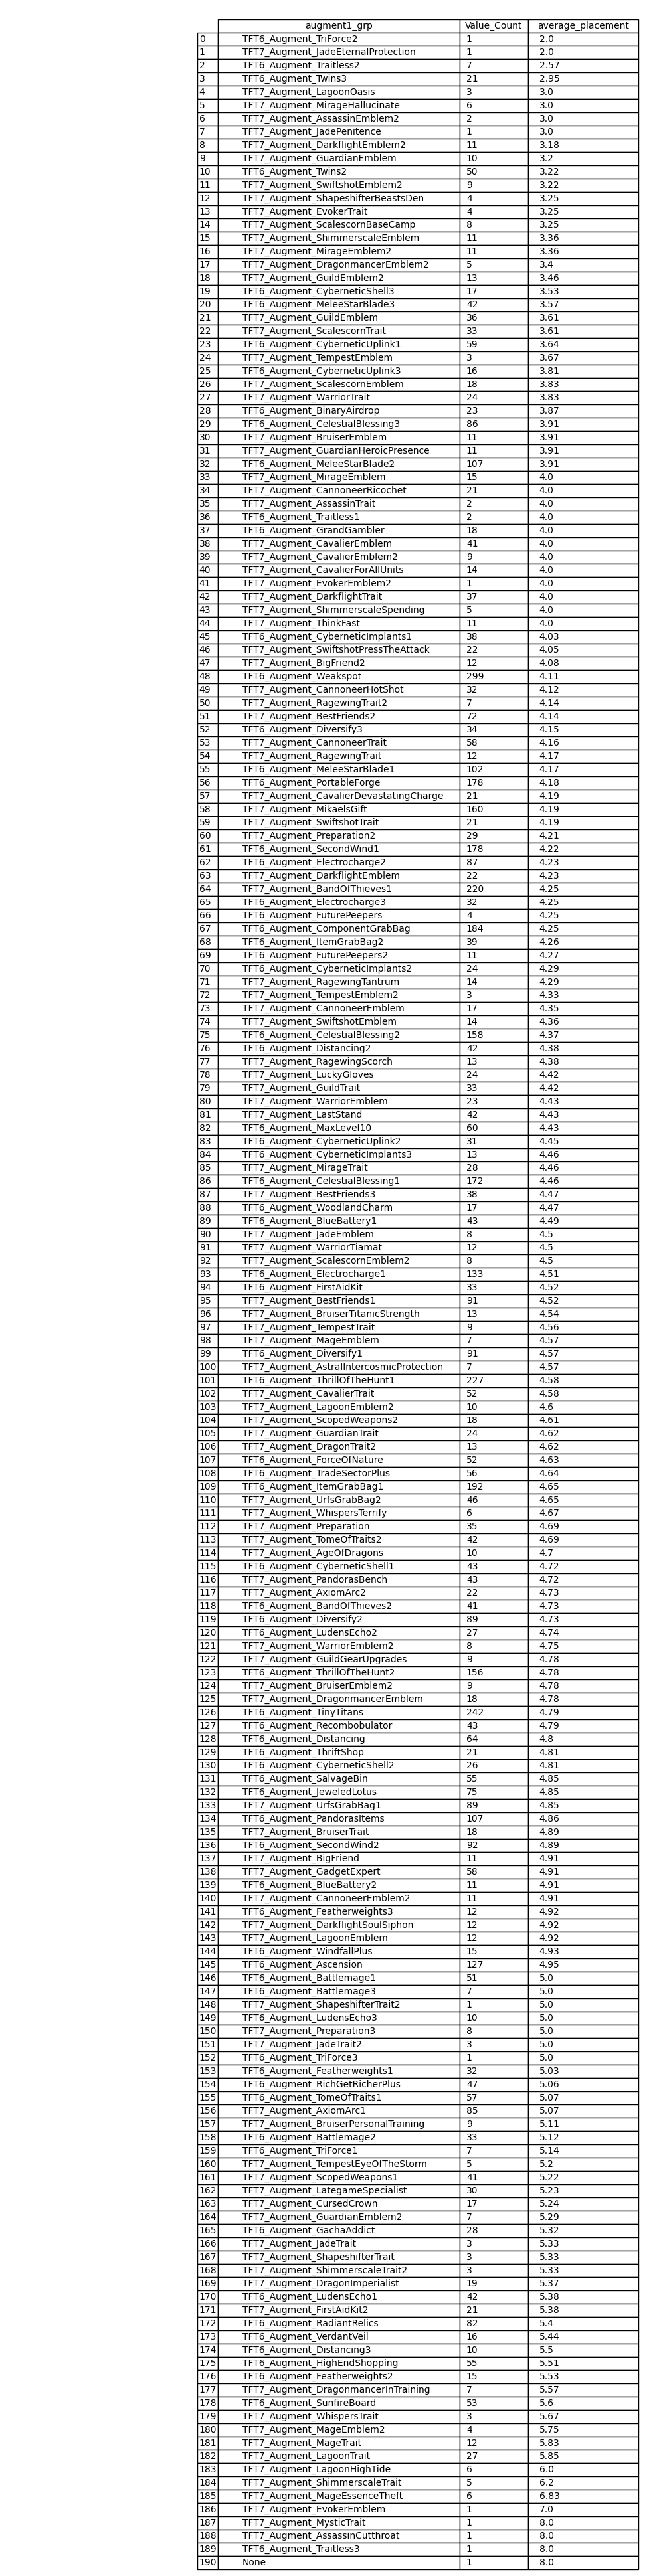 augment1_grp Value_Count average_placement
0 TFT6_Augment_TriForce2 1 2.0
1 TFT7_Augment_JadeEternalProtection 1 2.0
2 TFT6_Augment_Traitless2 7 2.57
3 TFT6_Augment_Twins3 21 2.95
4 TFT7_Augment_LagoonOasis 3 3.0
5 TFT7_Augment_MirageHallucinate 6 3.0
6 TFT7_Augment_AssassinEmblem2 2 3.0
7 TFT7_Augment_JadePenitence 1 3.0
8 TFT7_Augment_DarkflightEmblem2 11 3.18
9 TFT7_Augment_GuardianEmblem 10 3.2
10 TFT6_Augment_Twins2 50 3.22
11 TFT7_Augment_SwiftshotEmblem2 9 3.22
12 TFT7_Augment_ShapeshifterBeastsDen 4 3.25
13 TFT7_Augment_EvokerTrait 4 3.25
14 TFT7_Augment_ScalescornBaseCamp 8 3.25
15 TFT7_Augment_ShimmerscaleEmblem 11 3.36
16 TFT7_Augment_MirageEmblem2 11 3.36
17 TFT7_Augment_DragonmancerEmblem2 5 3.4
18 TFT7_Augment_GuildEmblem2 13 3.46
19 TFT6_Augment_CyberneticShell3 17 3.53
20 TFT6_Augment_MeleeStarBlade3 42 3.57
21 TFT7_Augment_GuildEmblem 36 3.61
22 TFT7_Augment_ScalescornTrait 33 3.61
23 TFT6_Augment_CyberneticUplink1 59 3.64
24 TFT7_Augment_TempestEmblem 3 3.67
25 TFT6_Augment_CyberneticUplink3 16 3.81
26 TFT7_Augment_ScalescornEmblem 18 3.83
27 TFT7_Augment_WarriorTrait 24 3.83
28 TFT6_Augment_BinaryAirdrop 23 3.87
29 TFT6_Augment_CelestialBlessing3 86 3.91
30 TFT7_Augment_BruiserEmblem 11 3.91
31 TFT7_Augment_GuardianHeroicPresence 11 3.91
32 TFT6_Augment_MeleeStarBlade2 107 3.91
33 TFT7_Augment_MirageEmblem 15 4.0
34 TFT7_Augment_CannoneerRicochet 21 4.0
35 TFT7_Augment_AssassinTrait 2 4.0
36 TFT6_Augment_Traitless1 2 4.0
37 TFT6_Augment_GrandGambler 18 4.0
38 TFT7_Augment_CavalierEmblem 41 4.0
39 TFT7_Augment_CavalierEmblem2 9 4.0
40 TFT7_Augment_CavalierForAllUnits 14 4.0
41 TFT7_Augment_EvokerEmblem2 1 4.0
42 TFT7_Augment_DarkflightTrait 37 4.0
43 TFT7_Augment_ShimmerscaleSpending 5 4.0
44 TFT7_Augment_ThinkFast 11 4.0
45 TFT6_Augment_CyberneticImplants1 38 4.03
46 TFT7_Augment_SwiftshotPressTheAttack 22 4.05
47 TFT7_Augment_BigFriend2 12 4.08
48 TFT6_Augment_Weakspot 299 4.11
49 TFT7_Augment_CannoneerHotShot 32 4.12
50 TFT7_Augment_RagewingTrait2 7 4.14
51 TFT7_Augment_BestFriends2 72 4.14
52 TFT6_Augment_Diversify3 34 4.15
53 TFT7_Augment_CannoneerTrait 58 4.16
54 TFT7_Augment_RagewingTrait 12 4.17
55 TFT6_Augment_MeleeStarBlade1 102 4.17
56 TFT6_Augment_PortableForge 178 4.18
57 TFT7_Augment_CavalierDevastatingCharge 21 4.19
58 TFT7_Augment_MikaelsGift 160 4.19
59 TFT7_Augment_SwiftshotTrait 21 4.19
60 TFT7_Augment_Preparation2 29 4.21
61 TFT6_Augment_SecondWind1 178 4.22
62 TFT6_Augment_Electrocharge2 87 4.23
63 TFT7_Augment_DarkflightEmblem 22 4.23
64 TFT7_Augment_BandOfThieves1 220 4.25
65 TFT6_Augment_Electrocharge3 32 4.25
66 TFT7_Augment_FuturePeepers 4 4.25
67 TFT6_Augment_ComponentGrabBag 184 4.25
68 TFT6_Augment_ItemGrabBag2 39 4.26
69 TFT7_Augment_FuturePeepers2 11 4.27
70 TFT6_Augment_CyberneticImplants2 24 4.29
71 TFT7_Augment_RagewingTantrum 14 4.29
72 TFT7_Augment_TempestEmblem2 3 4.33
73 TFT7_Augment_CannoneerEmblem 17 4.35
74 TFT7_Augment_SwiftshotEmblem 14 4.36
75 TFT6_Augment_CelestialBlessing2 158 4.37
76 TFT6_Augment_Distancing2 42 4.38
77 TFT7_Augment_RagewingScorch 13 4.38
78 TFT7_Augment_LuckyGloves 24 4.42
79 TFT7_Augment_GuildTrait 33 4.42
80 TFT7_Augment_WarriorEmblem 23 4.43
81 TFT7_Augment_LastStand 42 4.43
82 TFT6_Augment_MaxLevel10 60 4.43
83 TFT6_Augment_CyberneticUplink2 31 4.45
84 TFT6_Augment_CyberneticImplants3 13 4.46
85 TFT7_Augment_MirageTrait 28 4.46
86 TFT6_Augment_CelestialBlessing1 172 4.46
87 TFT7_Augment_BestFriends3 38 4.47
88 TFT6_Augment_WoodlandCharm 17 4.47
89 TFT6_Augment_BlueBattery1 43 4.49
90 TFT7_Augment_JadeEmblem 8 4.5
91 TFT7_Augment_WarriorTiamat 12 4.5
92 TFT7_Augment_ScalescornEmblem2 8 4.5
93 TFT6_Augment_Electrocharge1 133 4.51
94 TFT6_Augment_FirstAidKit 33 4.52
95 TFT7_Augment_BestFriends1 91 4.52
96 TFT7_Augment_BruiserTitanicStrength 13 4.54
97 TFT7_Augment_TempestTrait 9 4.56
98 TFT7_Augment_MageEmblem 7 4.57
99 TFT6_Augment_Diversify1 91 4.57
100 TFT7_Augment_AstralIntercosmicProtection 7 4.57
101 TFT6_Augment_ThrillOfTheHunt1 227 4.58
102 TFT7_Augment_CavalierTrait 52 4.58
103 TFT7_Augment_LagoonEmblem2 10 4.6
104 TFT6_Augment_ScopedWeapons2 18 4.61
105 TFT7_Augment_GuardianTrait 24 4.62
106 TFT7_Augment_DragonTrait2 13 4.62
107 TFT6_Augment_ForceOfNature 52 4.63
108 TFT6_Augment_TradeSectorPlus 56 4.64
109 TFT6_Augment_ItemGrabBag1 192 4.65
110 TFT7_Augment_UrfsGrabBag2 46 4.65
111 TFT7_Augment_WhispersTerrify 6 4.67
112 TFT7_Augment_Preparation 35 4.69
113 TFT7_Augment_TomeOfTraits2 42 4.69
114 TFT7_Augment_AgeOfDragons 10 4.7
115 TFT6_Augment_CyberneticShell1 43 4.72
116 TFT7_Augment_PandorasBench 43 4.72
117 TFT7_Augment_AxiomArc2 22 4.73
118 TFT6_Augment_BandOfThieves2 41 4.73
119 TFT6_Augment_Diversify2 89 4.73
120 TFT6_Augment_LudensEcho2 27 4.74
121 TFT7_Augment_WarriorEmblem2 8 4.75
122 TFT7_Augment_GuildGearUpgrades 9 4.78
123 TFT6_Augment_ThrillOfTheHunt2 156 4.78
124 TFT7_Augment_BruiserEmblem2 9 4.78
125 TFT7_Augment_DragonmancerEmblem 18 4.78
126 TFT6_Augment_TinyTitans 242 4.79
127 TFT6_Augment_Recombobulator 43 4.79
128 TFT6_Augment_Distancing 64 4.8
129 TFT6_Augment_ThriftShop 21 4.81
130 TFT6_Augment_CyberneticShell2 26 4.81
131 TFT6_Augment_SalvageBin 55 4.85
132 TFT6_Augment_JeweledLotus 75 4.85
133 TFT7_Augment_UrfsGrabBag1 89 4.85
134 TFT6_Augment_PandorasItems 107 4.86
135 TFT7_Augment_BruiserTrait 18 4.89
136 TFT6_Augment_SecondWind2 92 4.89
137 TFT7_Augment_BigFriend 11 4.91
138 TFT7_Augment_GadgetExpert 58 4.91
139 TFT6_Augment_BlueBattery2 11 4.91
140 TFT7_Augment_CannoneerEmblem2 11 4.91
141 TFT6_Augment_Featherweights3 12 4.92
142 TFT7_Augment_DarkflightSoulSiphon 12 4.92
143 TFT7_Augment_LagoonEmblem 12 4.92
144 TFT6_Augment_WindfallPlus 15 4.93
145 TFT6_Augment_Ascension 127 4.95
146 TFT6_Augment_Battlemage1 51 5.0
147 TFT6_Augment_Battlemage3 7 5.0
148 TFT7_Augment_ShapeshifterTrait2 1 5.0
149 TFT6_Augment_LudensEcho3 10 5.0
150 TFT7_Augment_Preparation3 8 5.0
151 TFT7_Augment_JadeTrait2 3 5.0
152 TFT6_Augment_TriForce3 1 5.0
153 TFT6_Augment_Featherweights1 32 5.03
154 TFT6_Augment_RichGetRicherPlus 47 5.06
155 TFT6_Augment_TomeOfTraits1 57 5.07
156 TFT7_Augment_AxiomArc1 85 5.07
157 TFT7_Augment_BruiserPersonalTraining 9 5.11
158 TFT6_Augment_Battlemage2 33 5.12
159 TFT6_Augment_TriForce1 7 5.14
160 TFT7_Augment_TempestEyeOfTheStorm 5 5.2
161 TFT6_Augment_ScopedWeapons1 41 5.22
162 TFT7_Augment_LategameSpecialist 30 5.23
163 TFT7_Augment_CursedCrown 17 5.24
164 TFT7_Augment_GuardianEmblem2 7 5.29
165 TFT6_Augment_GachaAddict 28 5.32
166 TFT7_Augment_JadeTrait 3 5.33
167 TFT7_Augment_ShapeshifterTrait 3 5.33
168 TFT7_Augment_ShimmerscaleTrait2 3 5.33
169 TFT7_Augment_DragonImperialist 19 5.37
170 TFT6_Augment_LudensEcho1 42 5.38
171 TFT7_Augment_FirstAidKit2 21 5.38
172 TFT6_Augment_RadiantRelics 82 5.4
173 TFT6_Augment_VerdantVeil 16 5.44
174 TFT6_Augment_Distancing3 10 5.5
175 TFT6_Augment_HighEndShopping 55 5.51
176 TFT6_Augment_Featherweights2 15 5.53
177 TFT7_Augment_DragonmancerInTraining 7 5.57
178 TFT6_Augment_SunfireBoard 53 5.6
179 TFT7_Augment_WhispersTrait 3 5.67
180 TFT7_Augment_MageEmblem2 4 5.75
181 TFT7_Augment_MageTrait 12 5.83
182 TFT7_Augment_LagoonTrait 27 5.85
183 TFT7_Augment_LagoonHighTide 6 6.0
184 TFT7_Augment_ShimmerscaleTrait 5 6.2
185 TFT7_Augment_MageEssenceTheft 6 6.83
186 TFT7_Augment_EvokerEmblem 1 7.0
187 TFT7_Augment_MysticTrait 1 8.0
188 TFT7_Augment_AssassinCutthroat 1 8.0
189 TFT6_Augment_Traitless3 1 8.0
190 None 1 8.0